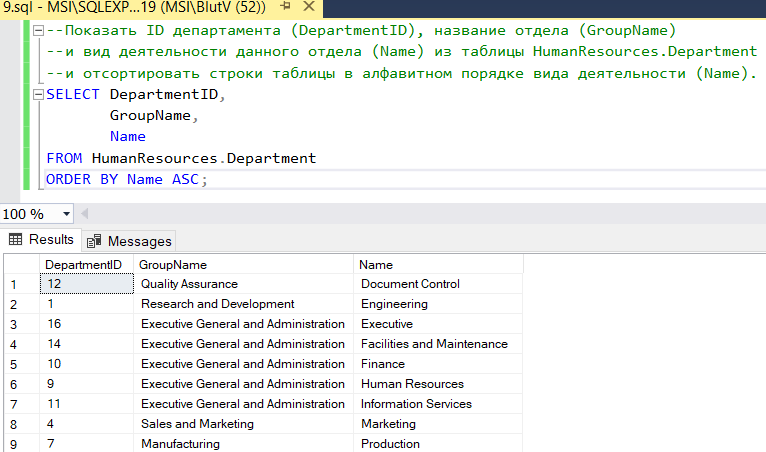 9.sql - MSI\SQLEXP...19 (MSI\BlutV (52))
--Показать ID департамента (DepartmentID), название отдела (GroupName)
--и вид деятельности данного отдела (Name) из таблицы HumanResources.Department
--и отсортировать строки таблицы в алфавитном порядке вида деятельности (Name).
SELECT DepartmentID,
GroupName,
Name
FROM HumanResources.Department
ORDER BY Name ASC;
100 %
Results Messages
DepartmentID GroupName Name
1 12 Quality Assurance Document Control
2 1 Research and Development Engineering
3 16 Executive General and Administration Executive
4 14 Executive General and Administration Facilities and Maintenance
5 10 Executive General and Administration Finance
6 9 Executive General and Administration Human Resources
7 11 Executive General and Administration Information Services
8 4 Sales and Marketing Marketing
9 7 Manufacturing Production